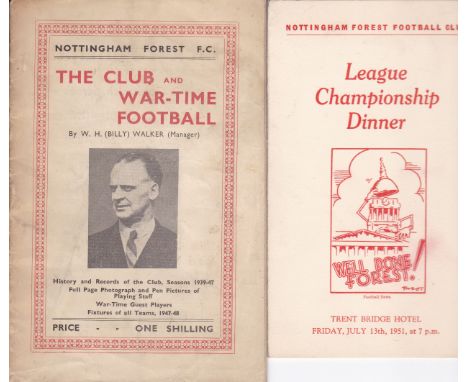 NOTTINGHAM FOREST F.C.
THE CLUB AND
WAR-TIME
FOOTBALL
By W. H. (BILLY) WALKER (Manager)
History and Records of the Club, Seasons 1939-47
Full Page Photograph and Pen Pictures of
Playing Staff
War-Time Guest Players
Fixtures of all Teams, 1947-48
PRICE - - ONE SHILLING
NOTTINGHAM FOREST FOOTBALL CLU
League
Championship
Dinner
WELL DONE
FOREST!
Football News
TRENT BRIDGE HOTEL
FRIDAY, JULY 13th, 1951, at 7 p.m.